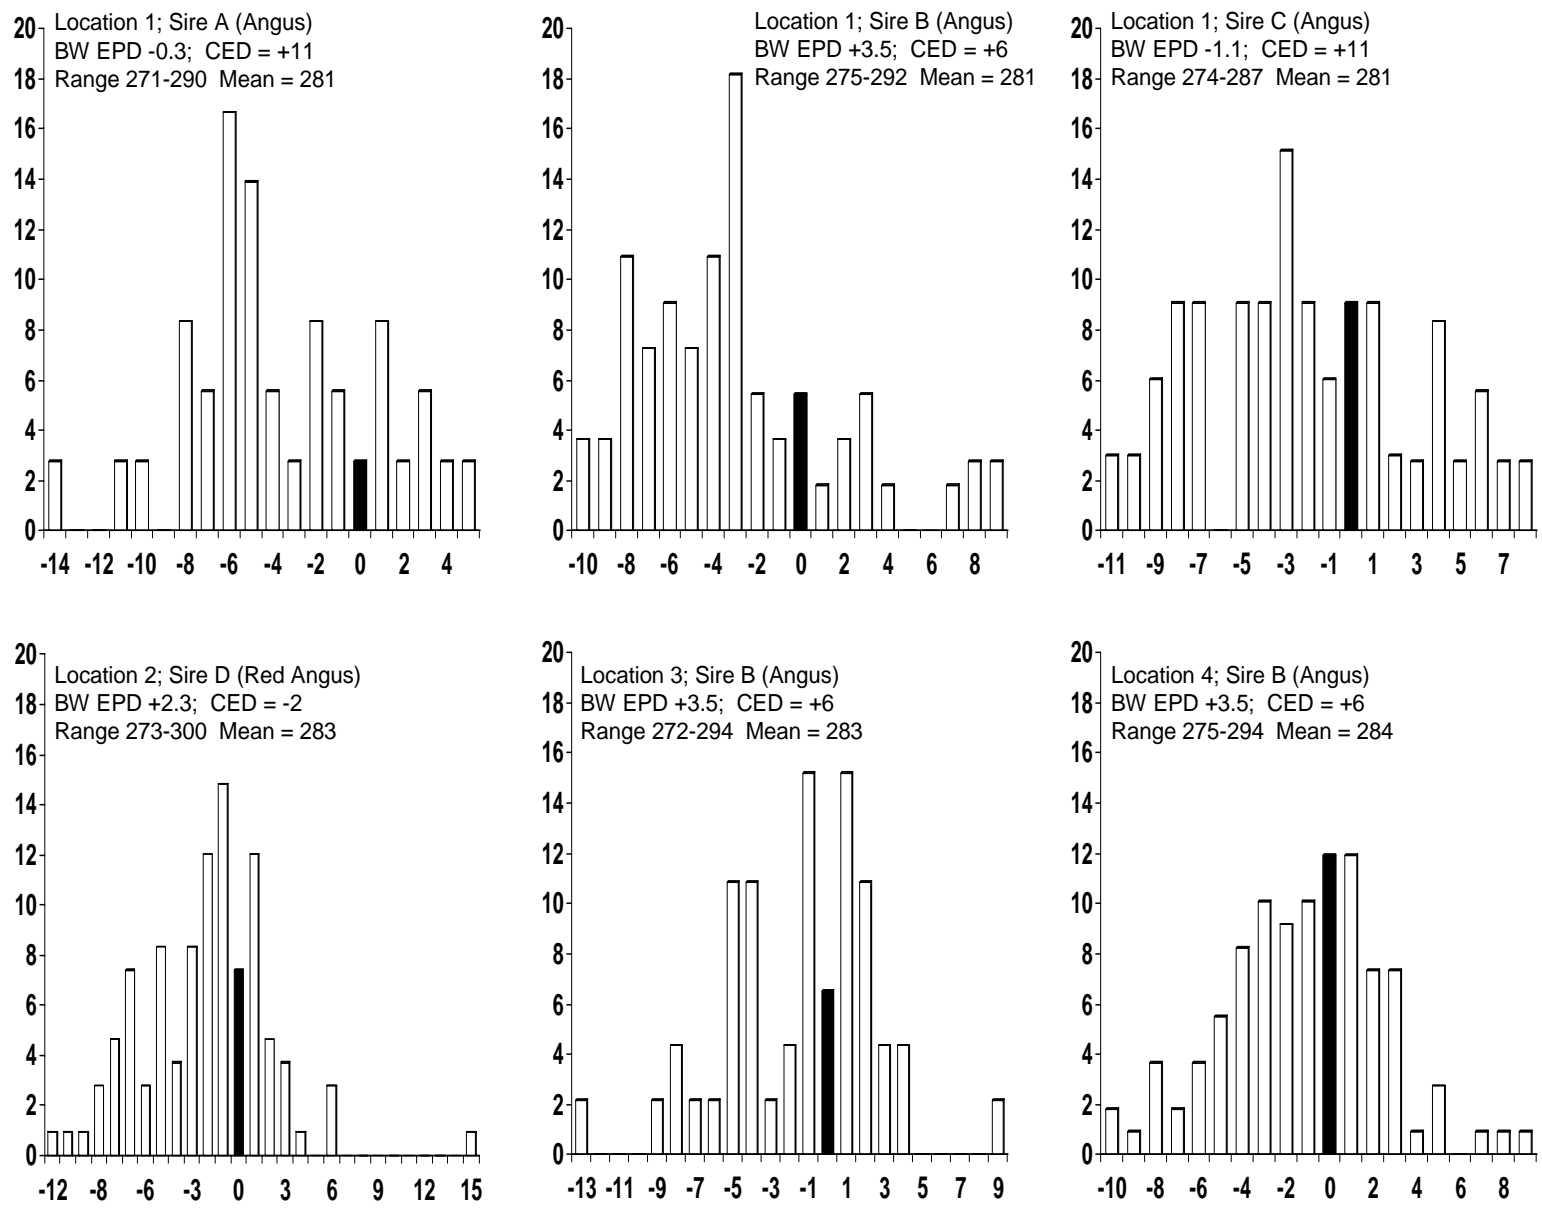 Location 1; Sire A (Angus)
BW EPD -0.3; CED = +11
Range 271-290 Mean = 281
20
18
16
14
12
10
8
6
4
2
0
-14 -12 -10 -8 -6 -4 -2 0 2 4
Location 1; Sire B (Angus)
BW EPD +3.5; CED = +6
Range 275-292 Mean = 281
20
18
16
14
12
10
8
6
4
2
0
-10 -8 -6 -4 -2 0 2 4 6 8
Location 1; Sire C (Angus)
BW EPD -1.1; CED = +11
Range 274-287 Mean = 281
20
18
16
14
12
10
8
6
4
2
0
-11 -9 -7 -5 -3 -1 1 3 5 7
Location 2; Sire D (Red Angus)
BW EPD +2.3; CED = -2
Range 273-300 Mean = 283
20
18
16
14
12
10
8
6
4
2
0
-12 -8 -6 -3 0 3 6 9 12 15
Location 3; Sire B (Angus)
BW EPD +3.5; CED = +6
Range 272-294 Mean = 283
20
18
16
14
12
10
8
6
4
2
0
-13 -11 -9 -7 -5 -3 -1 1 3 5 7 9
Location 4; Sire B (Angus)
BW EPD +3.5; CED = +6
Range 275-294 Mean = 284
20
18
16
14
12
10
8
6
4
2
0
-10 -8 -6 -4 -2 0 2 4 6 8